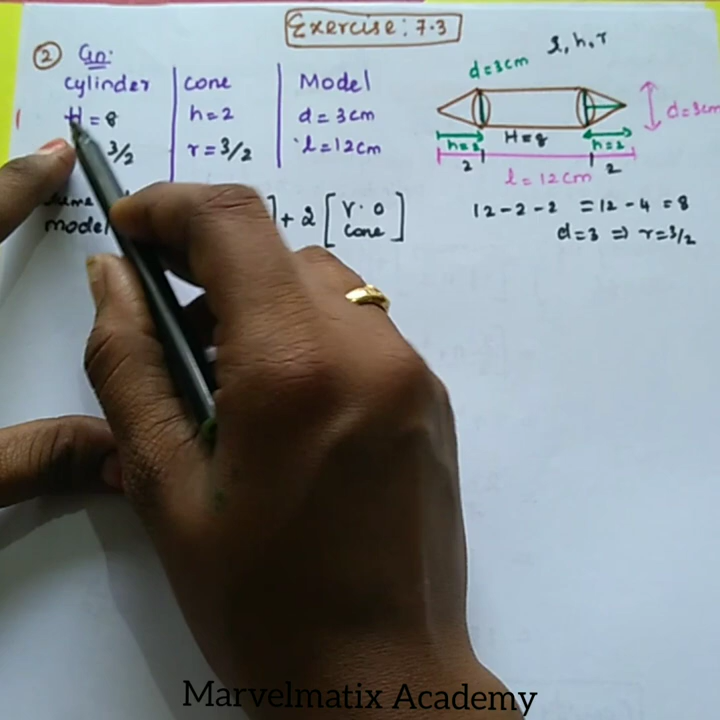 Exercise: 7.3
② Gn:
Cylinder Cone Model
H = 8 h = 2 d = 3cm
3/2 r = 3/2 l = 12cm
model + 2 [ V. O
Cone ]
l, h, r
d = 3cm
d = 3cm
h = 2 H = 8 h = 2
2 2
l = 12cm
12 - 2 - 2 = 12 - 4 = 8
d = 3 ⇒ r = 3/2
Marvelmatix Academy